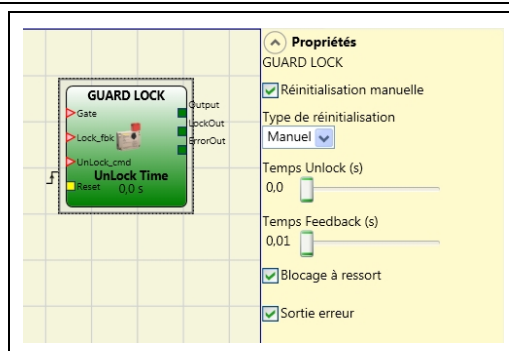 GUARD LOCK
Gate
Lock_fbk
UnLock_cmd
UnLock Time
Reset 0,0 s
Output
LockOut
ErrorOut
Propriétés
GUARD LOCK
Réinitialisation manuelle
Type de réinitialisation
Manuel
Temps Unlock (s)
0,0
Temps Feedback (s)
0,01
Blocage à ressort
Sortie erreur